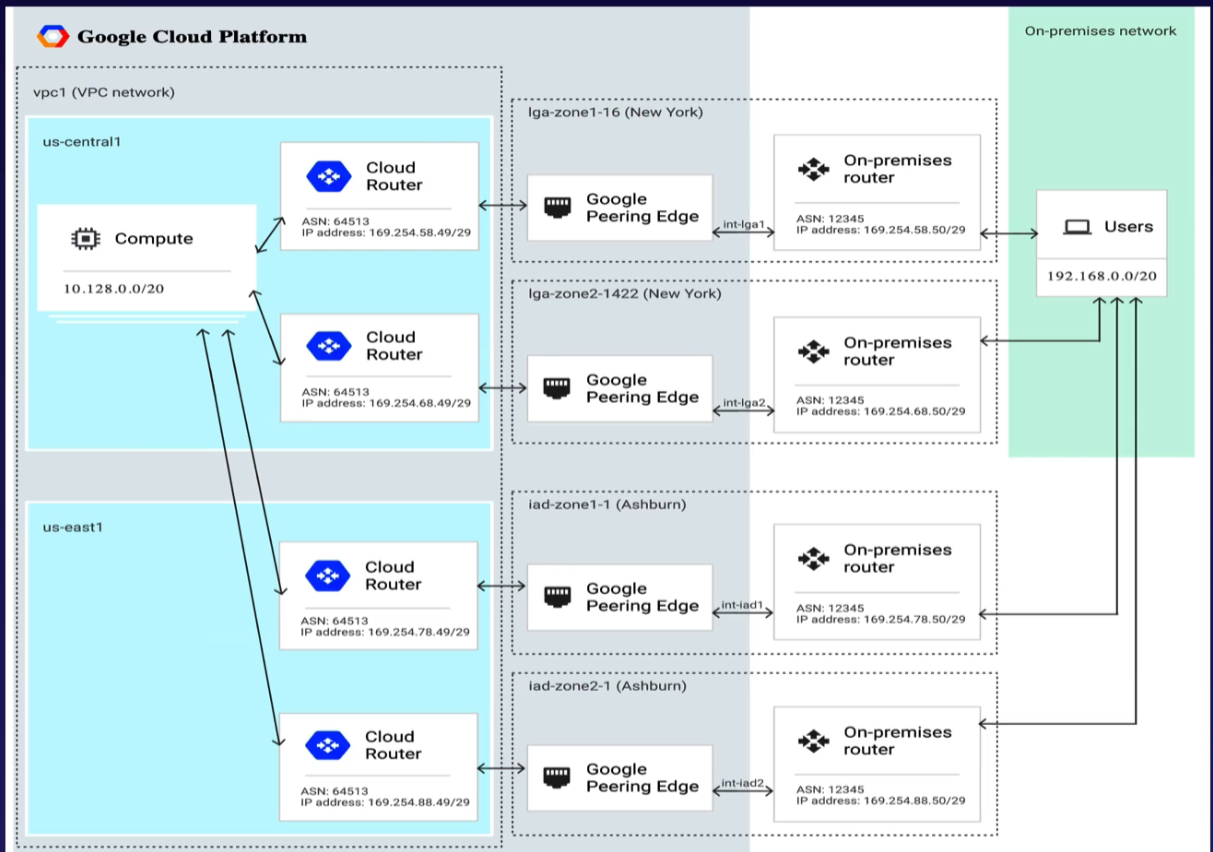 Google Cloud Platform
On-premises network
vpc1 (VPC network)
us-central1
Compute
10.128.0.0/20
Cloud
Router
ASN: 64513
IP address: 169.254.58.49/29
Cloud
Router
ASN: 64513
IP address: 169.254.68.49/29
lga-zone1-16 (New York)
Google
Peering Edge
int-lga1
On-premises
router
ASN: 12345
IP address: 169.254.58.50/29
Users
192.168.0.0/20
lga-zone2-1422 (New York)
Google
Peering Edge
int-lga2
On-premises
router
ASN: 12345
IP address: 169.254.68.50/29
us-east1
Cloud
Router
ASN: 64513
IP address: 169.254.78.49/29
Cloud
Router
ASN: 64513
IP address: 169.254.88.49/29
iad-zone1-1 (Ashburn)
Google
Peering Edge
int-iad1
On-premises
router
ASN: 12345
IP address: 169.254.78.50/29
iad-zone2-1 (Ashburn)
Google
Peering Edge
int-iad2
On-premises
router
ASN: 12345
IP address: 169.254.88.50/29